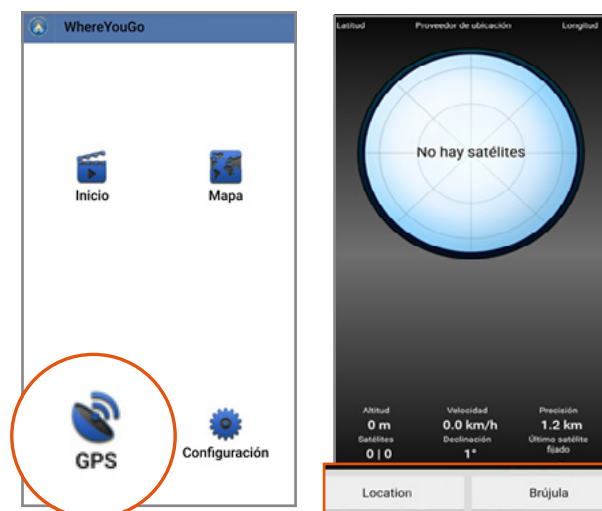 WhereYouGo
Inicio
Mapa
GPS
Configuración
Latitud Proveedor de ubicación Longitud
No hay satélites
Altitud Velocidad Precisión
0 m 0.0 km/h 1.2 km
Satélites Declinación Último satélite
fijado
0 | 0 1°
Location Brújula